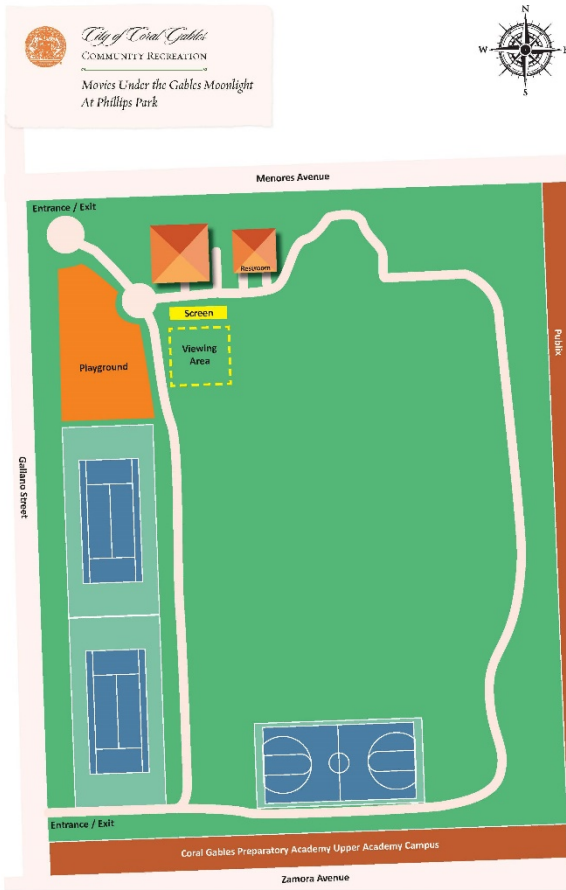 City of Coral Gables
COMMUNITY RECREATION
Movies Under the Gables Moonlight
At Phillips Park
N
W
E
S
Menores Avenue
Entrance / Exit
Restroom
Screen
Viewing
Area
Playground
Publix
Galiano Street
Entrance / Exit
Coral Gables Preparatory Academy Upper Academy Campus
Zamora Avenue